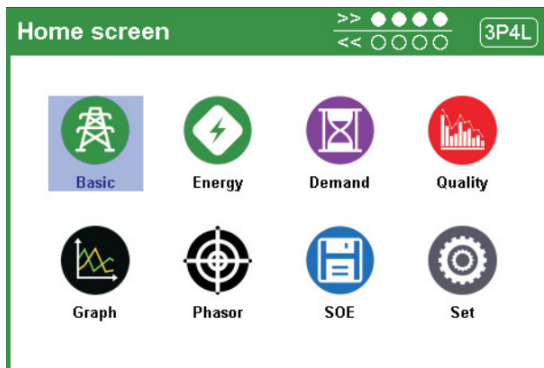 Home screen
>>
<<
3P4L
Basic Energy Demand Quality
Graph Phasor SOE Set